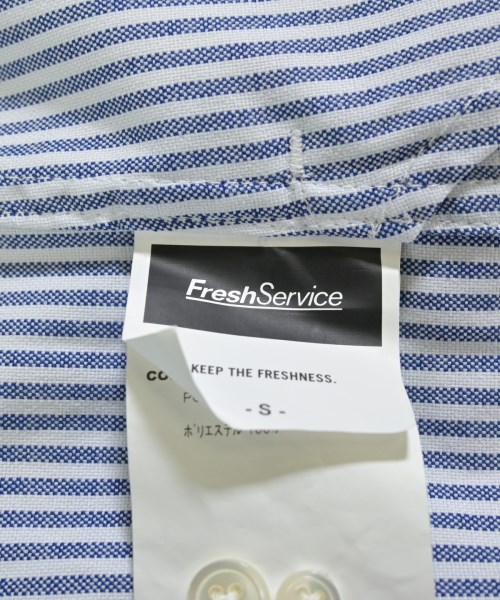 FreshService
KEEP THE FRESHNESS.
- S -
ポリエステル